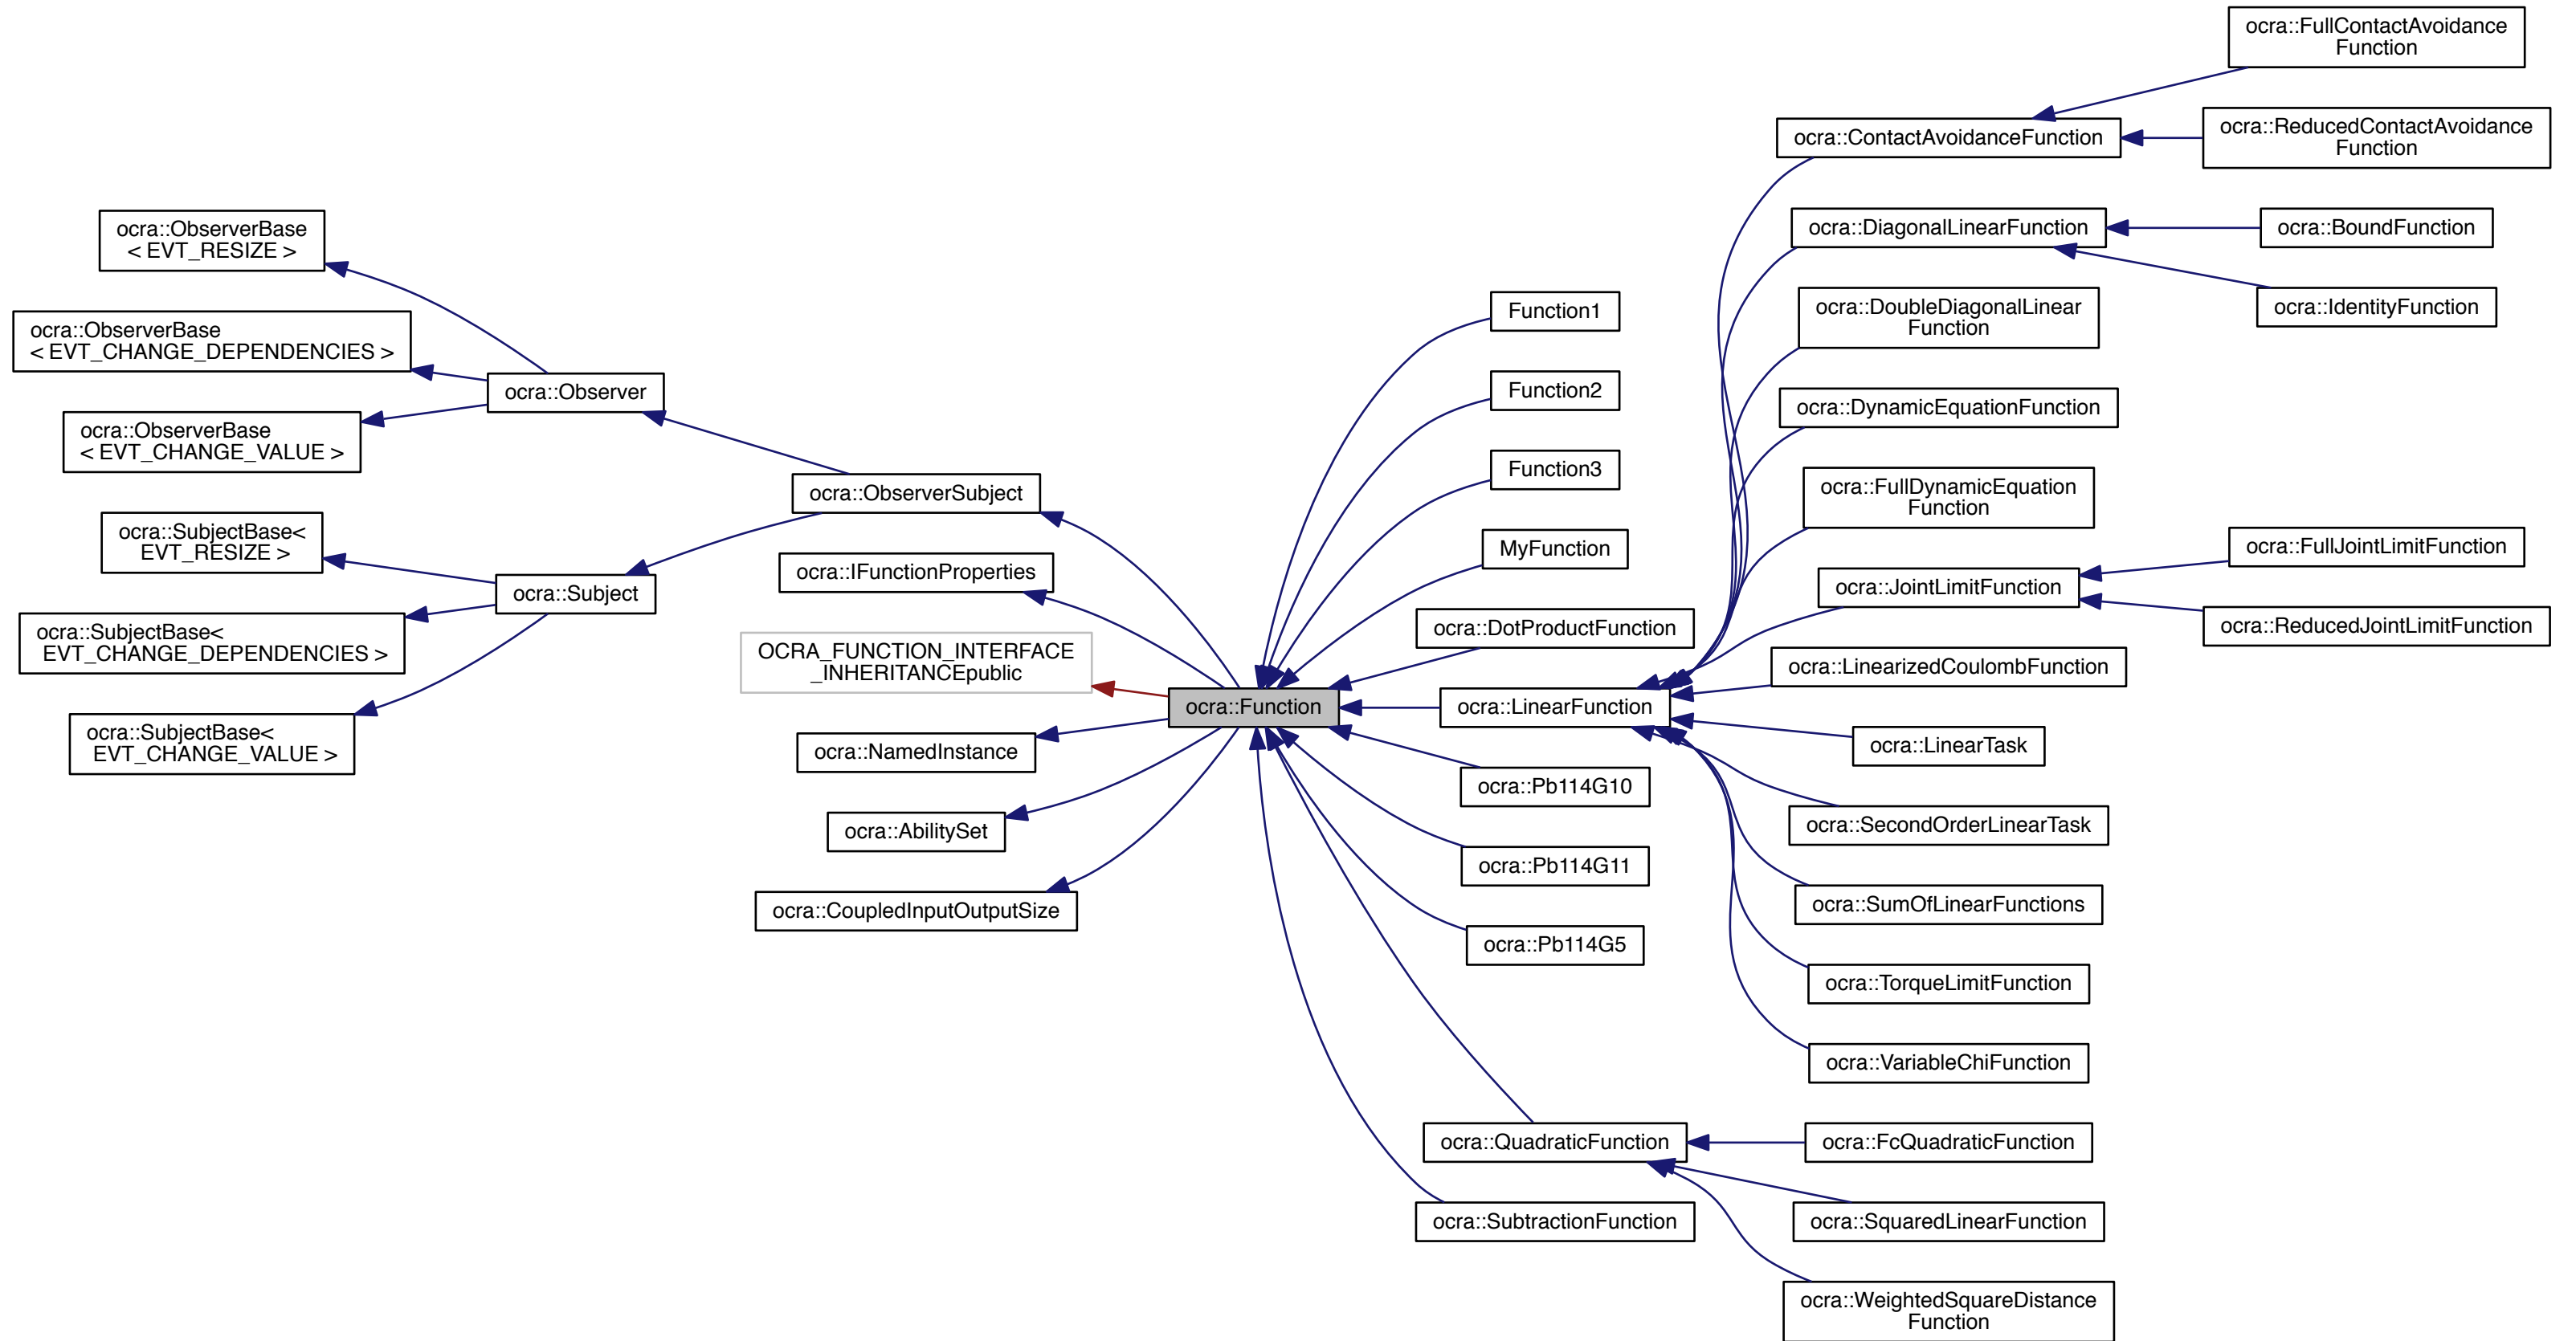 ocra::ObserverBase
< EVT_RESIZE >
ocra::ObserverBase
< EVT_CHANGE_DEPENDENCIES >
ocra::ObserverBase
< EVT_CHANGE_VALUE >
ocra::SubjectBase<
EVT_RESIZE >
ocra::SubjectBase<
EVT_CHANGE_DEPENDENCIES >
ocra::SubjectBase<
EVT_CHANGE_VALUE >
ocra::Observer
ocra::Subject
ocra::ObserverSubject
ocra::IFunctionProperties
OCRA_FUNCTION_INTERFACE
_INHERITANCEpublic
ocra::NamedInstance
ocra::AbilitySet
ocra::CoupledInputOutputSize
ocra::Function
Function1
Function2
Function3
MyFunction
ocra::DotProductFunction
ocra::LinearFunction
ocra::Pb114G10
ocra::Pb114G11
ocra::Pb114G5
ocra::QuadraticFunction
ocra::SubtractionFunction
ocra::ContactAvoidanceFunction
ocra::DiagonalLinearFunction
ocra::DoubleDiagonalLinear
Function
ocra::DynamicEquationFunction
ocra::FullDynamicEquation
Function
ocra::JointLimitFunction
ocra::LinearizedCoulombFunction
ocra::LinearTask
ocra::SecondOrderLinearTask
ocra::SumOfLinearFunctions
ocra::TorqueLimitFunction
ocra::VariableChiFunction
ocra::FcQuadraticFunction
ocra::SquaredLinearFunction
ocra::WeightedSquareDistance
Function
ocra::FullContactAvoidance
Function
ocra::ReducedContactAvoidance
Function
ocra::BoundFunction
ocra::IdentityFunction
ocra::FullJointLimitFunction
ocra::ReducedJointLimitFunction